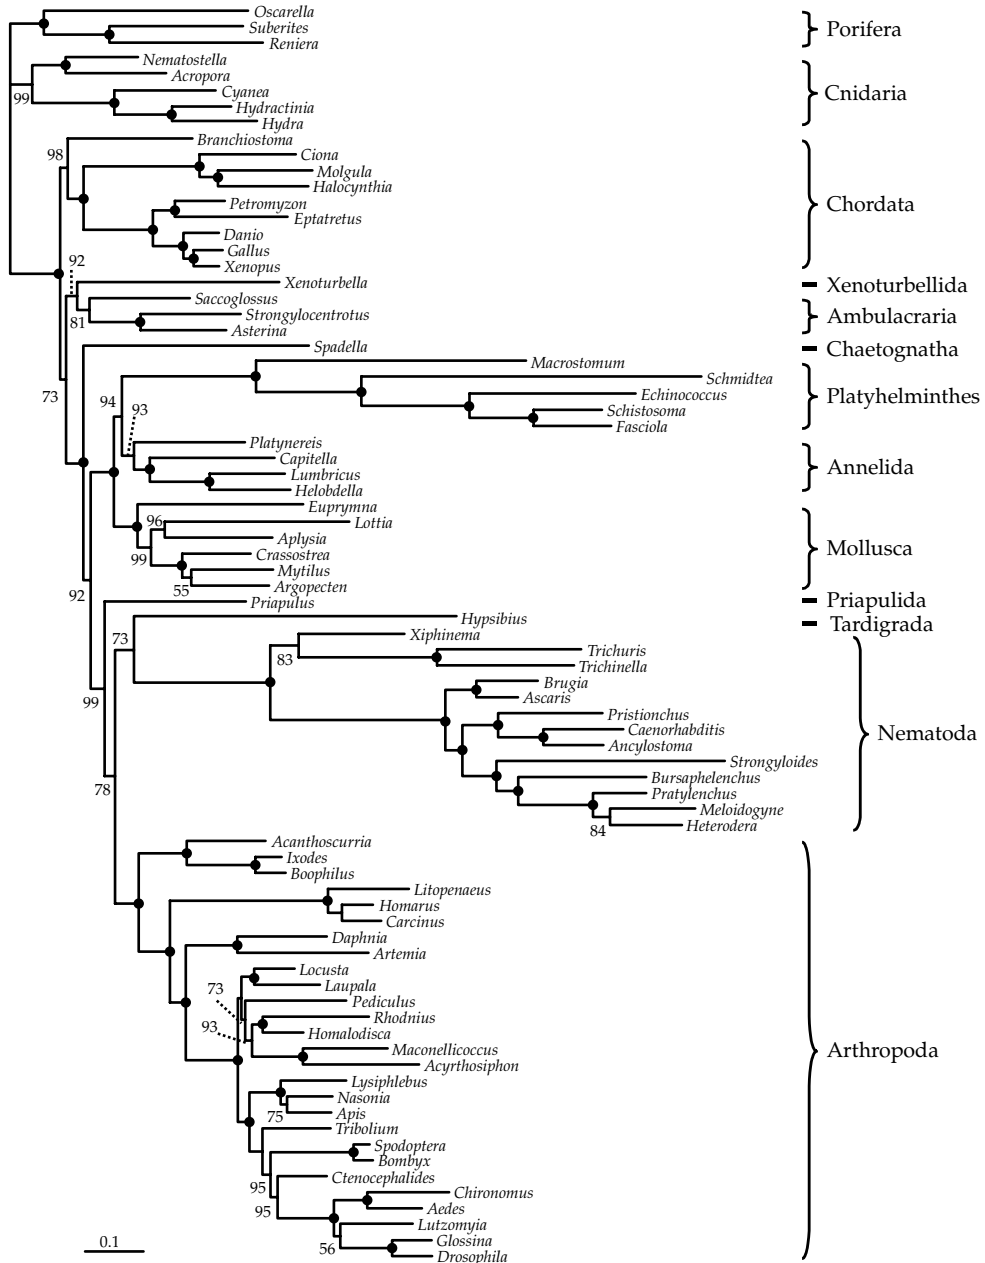 Oscarella
Suberites
Porifera
Reniera
Nematostella
Acropora
Cyanea
Cnidaria
99
Hydractinia
Hydra
Branchiostoma
98
Ciona
Molgula
Halocynthia
Petromyzon
Chordata
Eptatretus
Danio
Gallus
92
Xenopus
Xenoturbella
Xenoturbellida
Saccoglossus
81
Strongylocentrotus
Ambulacraria
Asterina
Spadella
Chaetognatha
Macrostomum
Schmidtea
73
Echinococcus
Platyhelminthes
94
93
Schistosoma
Fasciola
Platynereis
Capitella
Annelida
Lumbricus
Helobdella
Euprymna
96
Lottia
Aplysia
Mollusca
99
Crassostrea
Mytilus
55
Argopecten
92
Priapulus
Priapulida
Hypsibius
Tardigrada
73
Xiphinema
83
Trichuris
Trichinella
Brugia
99
Ascaris
Pristionchus
Caenorhabditis
Nematoda
Ancylostoma
Strongyloides
78
Bursaphelenchus
Pratylenchus
Meloidogyne
84
Heterodera
Acanthoscurria
Ixodes
Boophilus
Litopenaeus
Homarus
Carcinus
Daphnia
Artemia
Locusta
73
Laupala
Pediculus
93
Rhodnius
Homalodisca
Maconellicoccus
Arthropoda
Acyrthosiphon
Lysiphlebus
Nasonia
75
Apis
Tribolium
Spodoptera
Bombyx
Ctenocephalides
95
Chironomus
95
Aedes
Lutzomyia
0.1
56
Glossina
Drosophila